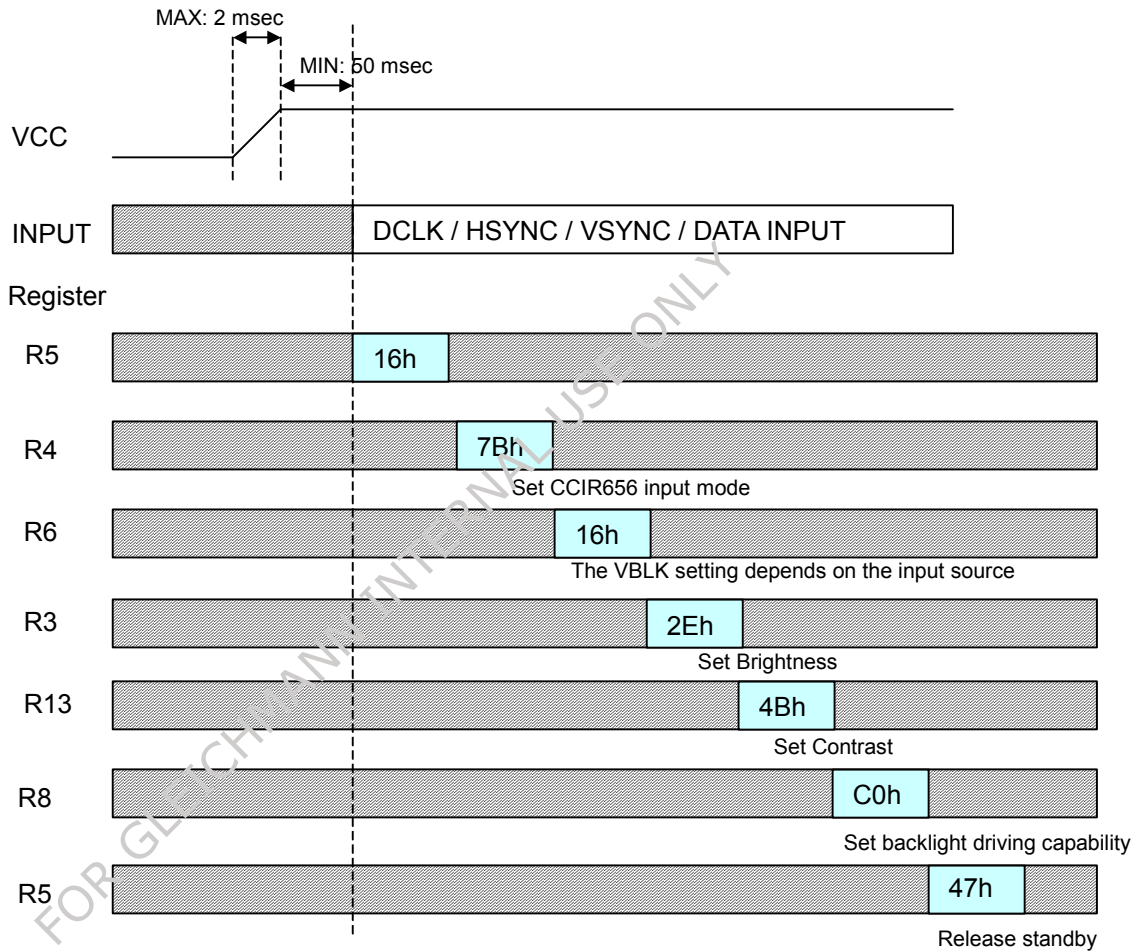 MAX: 2 msec
MIN: 50 msec
VCC
INPUT
DCLK / HSYNC / VSYNC / DATA INPUT
Register
R5
16h
R4
7Bh
Set CCIR656 input mode
R6
16h
The VBLK setting depends on the input source
R3
2Eh
Set Brightness
R13
4Bh
Set Contrast
R8
C0h
Set backlight driving capability
R5
47h
Release standby
FOR GLEICHMANN INTERNAL USE ONLY